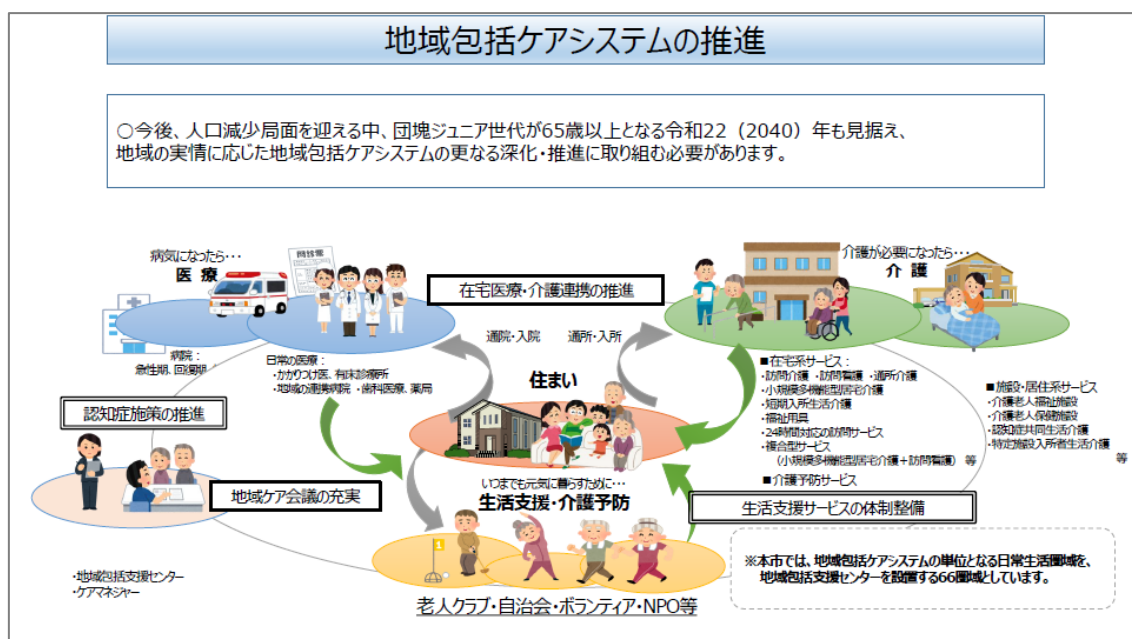 地域包括ケアシステムの推進
○今後、人口減少局面を迎える中、団塊ジュニア世代が65歳以上となる令和22（2040）年も見据え、
地域の実情に応じた地域包括ケアシステムの更なる深化・推進に取り組む必要があります。
病気になったら・・・
医 療
問診票
病院：
急性期、回復期
日常の医療：
・かかりつけ医、有床診療所
・地域の連携病院 ・歯科医療、薬局
在宅医療・介護連携の推進
通院・入院
通所・入所
介護が必要になったら・・・
介 護
■在宅系サービス：
・訪問介護 ・訪問看護 ・通所介護
・小規模多機能型居宅介護
・短期入所生活介護
・福祉用具
・24時間対応の訪問サービス
・複合型サービス
（小規模多機能型居宅介護＋訪問看護） 等
■介護予防サービス
■施設・居住系サービス
・介護老人福祉施設
・介護老人保健施設
・認知症共同生活介護
・特定施設入所者生活介護
等
住まい
認知症施策の推進
地域ケア会議の充実
・地域包括支援センター
・ケアマネジャー
いつまでも元気に暮らすために・・・
生活支援・介護予防
1
老人クラブ・自治会・ボランティア・NPO等
生活支援サービスの体制整備
※本市では、地域包括ケアシステムの単位となる日常生活圏域を、
地域包括支援センターを設置する66圏域としています。